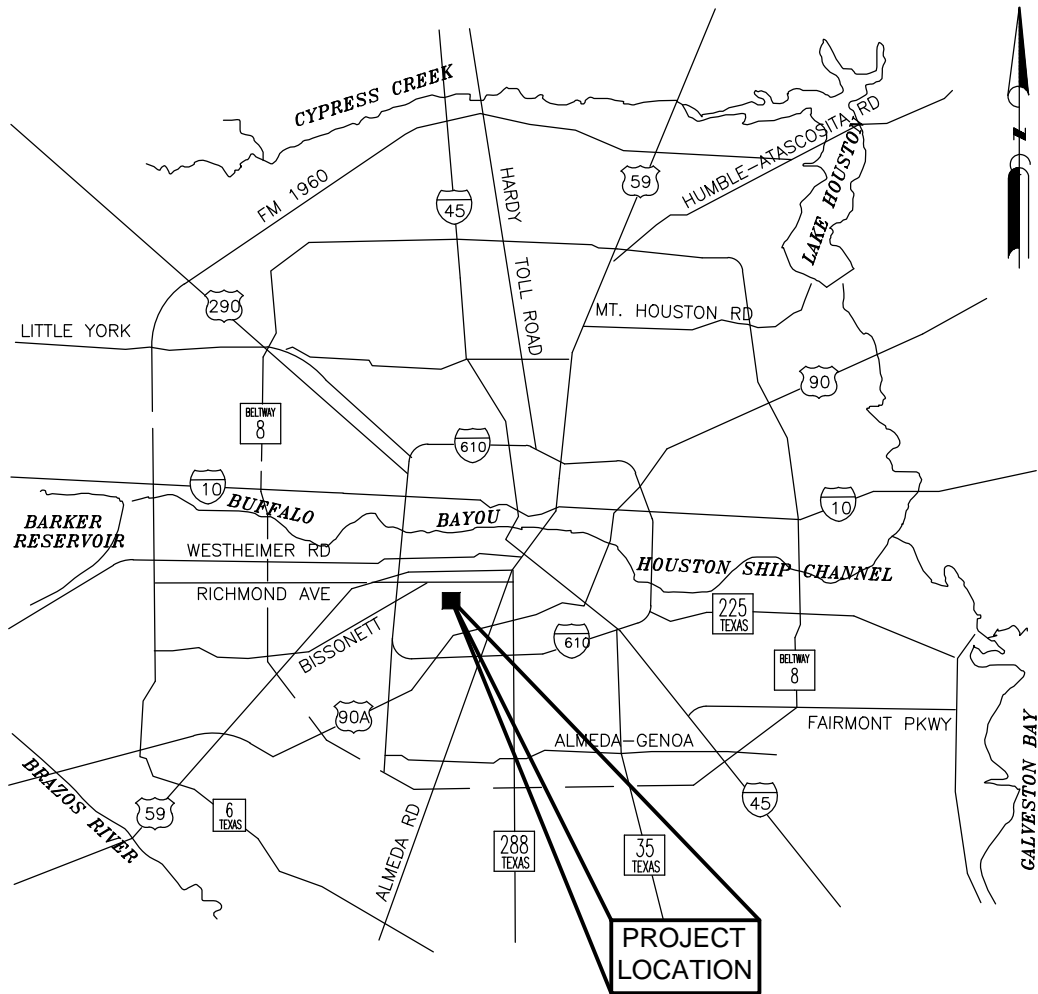 CYPRESS CREEK
HUMBLE-ATASCOSITA RD
LAKE HOUSTON
N
59
HARDY
TOLL ROAD
45
FM 1960
290
MT. HOUSTON RD
LITTLE YORK
90
BELTWAY
8
610
10
BUFFALO
BAYOU
10
BARKER
RESERVOIR
WESTHEIMER RD
HOUSTON SHIP CHANNEL
RICHMOND AVE
225
TEXAS
BISSONETT
610
BELTWAY
8
90A
FAIRMONT PKWY
ALMEDA-GENOA
GALVESTON BAY
BRAZOS RIVER
59
6
TEXAS
45
ALMEDA RD
288
TEXAS
35
TEXAS
PROJECT
LOCATION